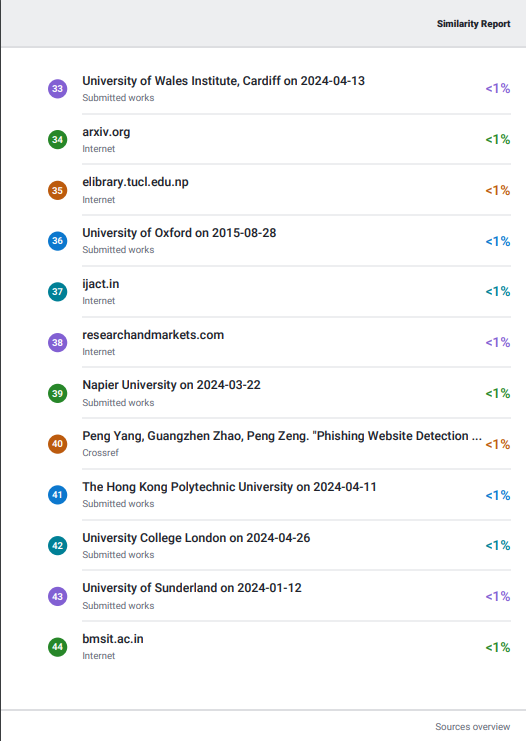 Similarity Report
33
University of Wales Institute, Cardiff on 2024-04-13
<1%
Submitted works
34
arxiv.org
<1%
Internet
35
elibrary.tucl.edu.np
<1%
Internet
36
University of Oxford on 2015-08-28
<1%
Submitted works
37
ijact.in
<1%
Internet
38
researchandmarkets.com
<1%
Internet
39
Napier University on 2024-03-22
<1%
Submitted works
40
Peng Yang, Guangzhen Zhao, Peng Zeng. "Phishing Website Detection ...
<1%
Crossref
41
The Hong Kong Polytechnic University on 2024-04-11
<1%
Submitted works
42
University College London on 2024-04-26
<1%
Submitted works
43
University of Sunderland on 2024-01-12
<1%
Submitted works
44
bmsit.ac.in
<1%
Internet
Sources overview